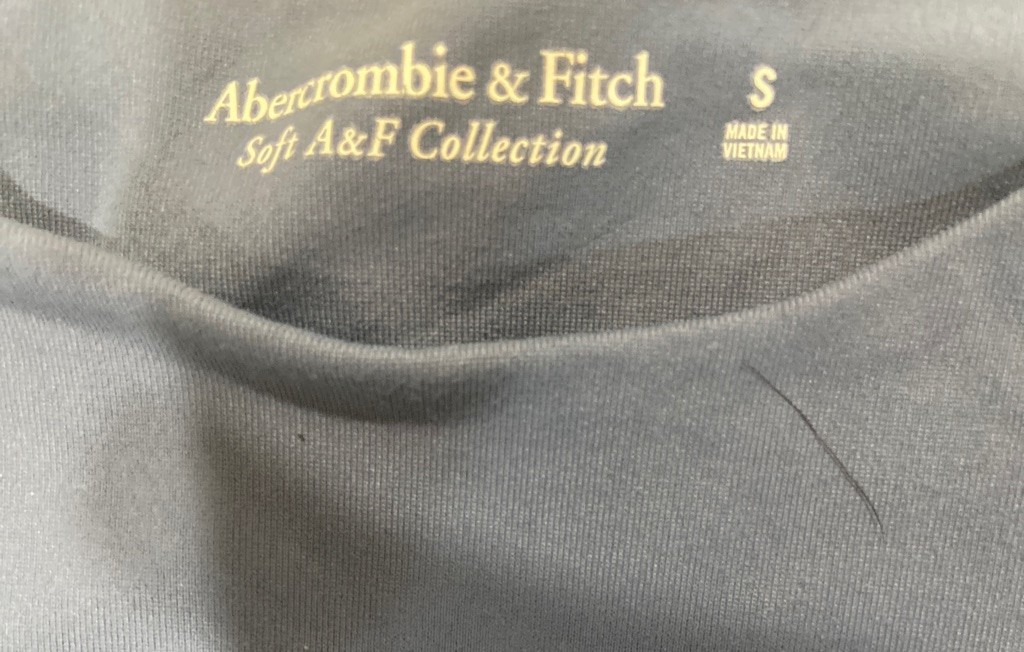 Abercrombie & Fitch
Soft A&F Collection
S
MADE IN
VIETNAM